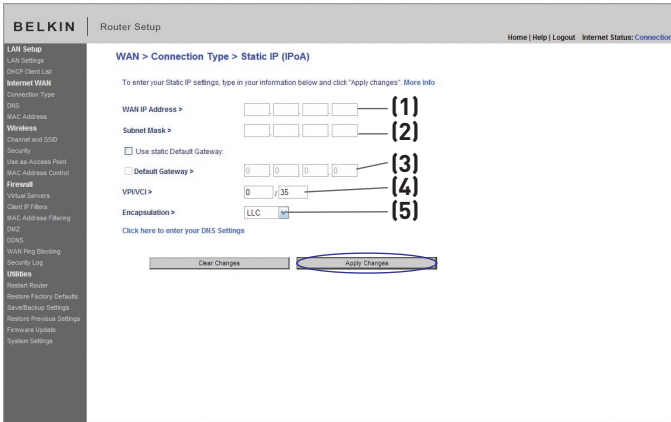 BELKIN Router Setup
Home | Help | Logout Internet Status: Connection
LAN Setup
LAN Settings
DHCP Client List
Internet WAN
Connection Type
DNS
MAC Address
Wireless
Channel and SSID
Security
Use as Access Point
MAC Address Control
Firewall
Virtual Servers
Client IP Filters
MAC Address Filtering
DMZ
DDNS
WAN Ping Blocking
Security Log
Utilities
Restart Router
Restore Factory Defaults
Save/Backup Settings
Restore Previous Settings
Firmware Update
System Settings
WAN > Connection Type > Static IP (IPoA)
To enter your Static IP settings, type in your information below and click "Apply changes". More Info
WAN IP Address > . . . (1)
Subnet Mask > . . . (2)
Use static Default Gateway:
Default Gateway > 0 . 0 . 0 . 0 (3)
VPI/VCI > 0 / 35 (4)
Encapsulation > LLC (5)
Click here to enter your DNS Settings
Clear Changes Apply Changes